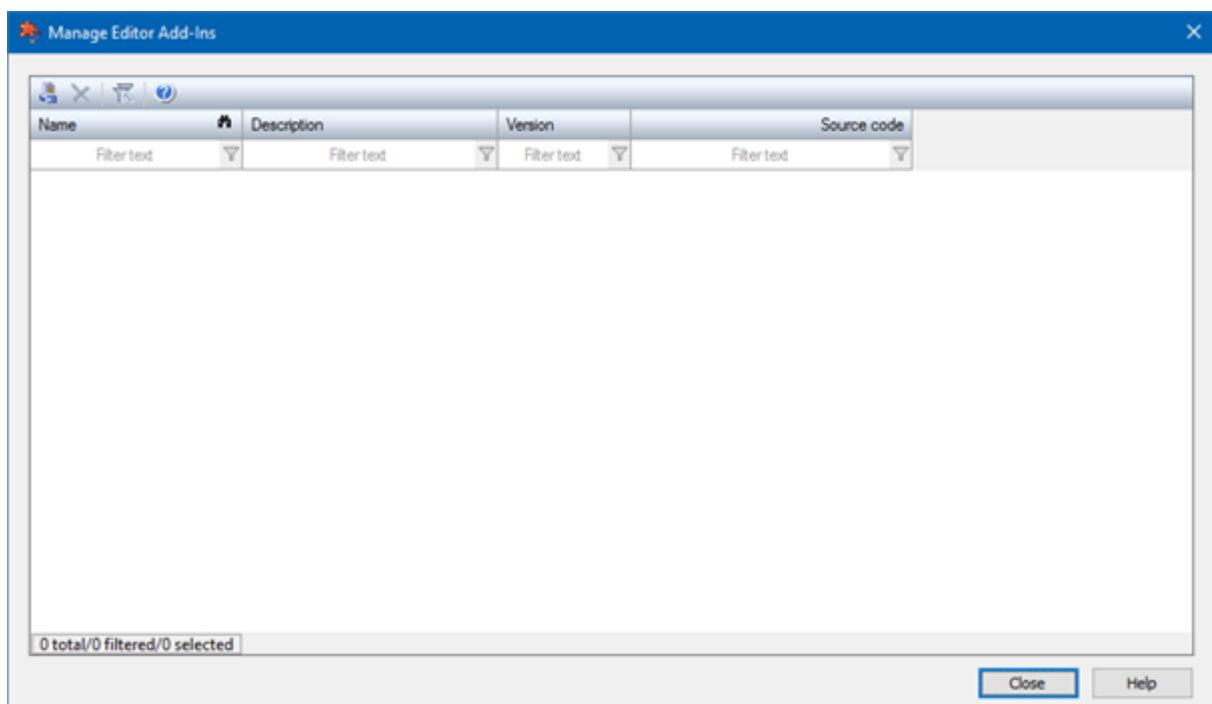 Manage Editor Add-Ins
Name Description Version Source code
Filter text Filter text Filter text Filter text
0 total/0 filtered/0 selected
Close Help